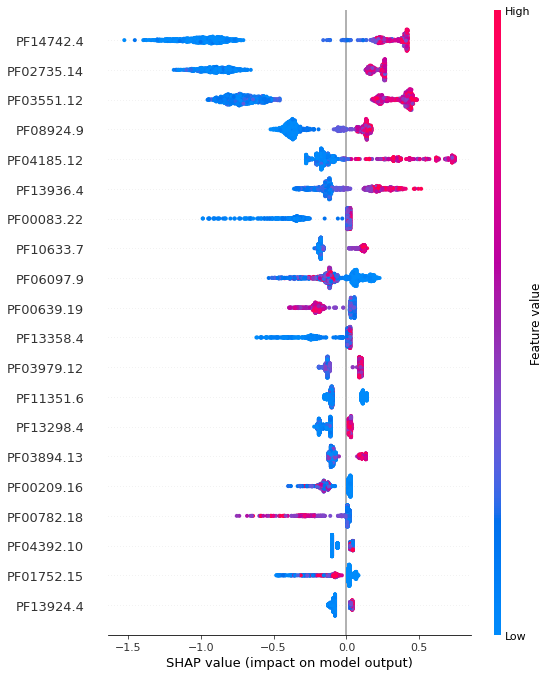 High
PF14742.4
PF02735.14
PF03551.12
PF08924.9
PF04185.12
PF13936.4
PF00083.22
PF10633.7
PF06097.9
PF00639.19
PF13358.4
PF03979.12
PF11351.6
PF13298.4
PF03894.13
PF00209.16
PF00782.18
PF04392.10
PF01752.15
PF13924.4
Feature value
Low
−1.5 −1.0 −0.5 0.0 0.5
SHAP value (impact on model output)